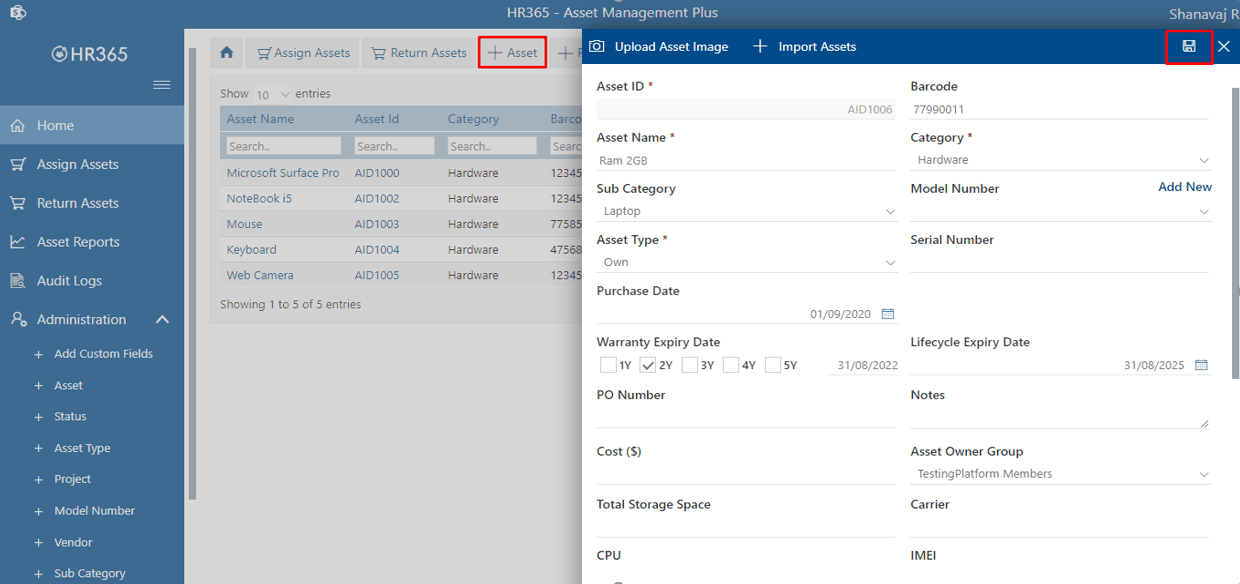 HR365 - Asset Management Plus
Shanavaj R
HR365
Home
Assign Assets
Return Assets
Asset Reports
Audit Logs
Administration
Add Custom Fields
Asset
Status
Asset Type
Project
Model Number
Vendor
Sub Category
Assign Assets
Return Assets
Asset
Show 10 entries
Asset Name Asset Id Category Barco
Search.. Search.. Search.. Searc
Microsoft Surface Pro AID1000 Hardware 12345
NoteBook i5 AID1002 Hardware 12345
Mouse AID1003 Hardware 77585
Keyboard AID1004 Hardware 47568
Web Camera AID1005 Hardware 12345
Showing 1 to 5 of 5 entries
Upload Asset Image Import Assets
Asset ID * Barcode
AID1006 77990011
Asset Name * Category *
Ram 2GB Hardware
Sub Category Model Number Add New
Laptop
Asset Type * Serial Number
Own
Purchase Date
01/09/2020
Warranty Expiry Date Lifecycle Expiry Date
1Y 2Y 3Y 4Y 5Y 31/08/2022 31/08/2025
PO Number Notes
Cost ($) Asset Owner Group
TestingPlatform Members
Total Storage Space Carrier
CPU IMEI